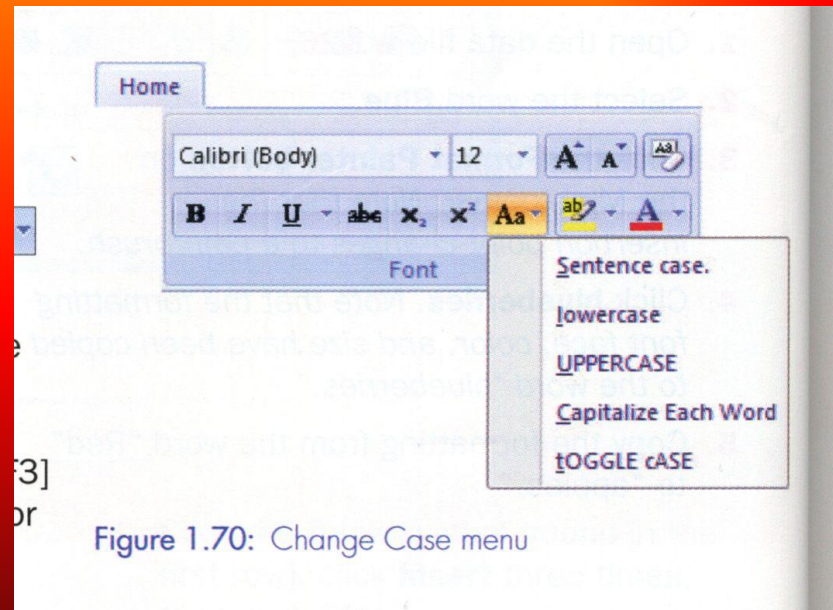 Home
Calibri (Body) 12 A A Aa
B I U abc x₂ x² Aa ab A
Font
Sentence case.
lowercase
UPPERCASE
Capitalize Each Word
tOGGLE cASE
F3]
or
Figure 1.70: Change Case menu